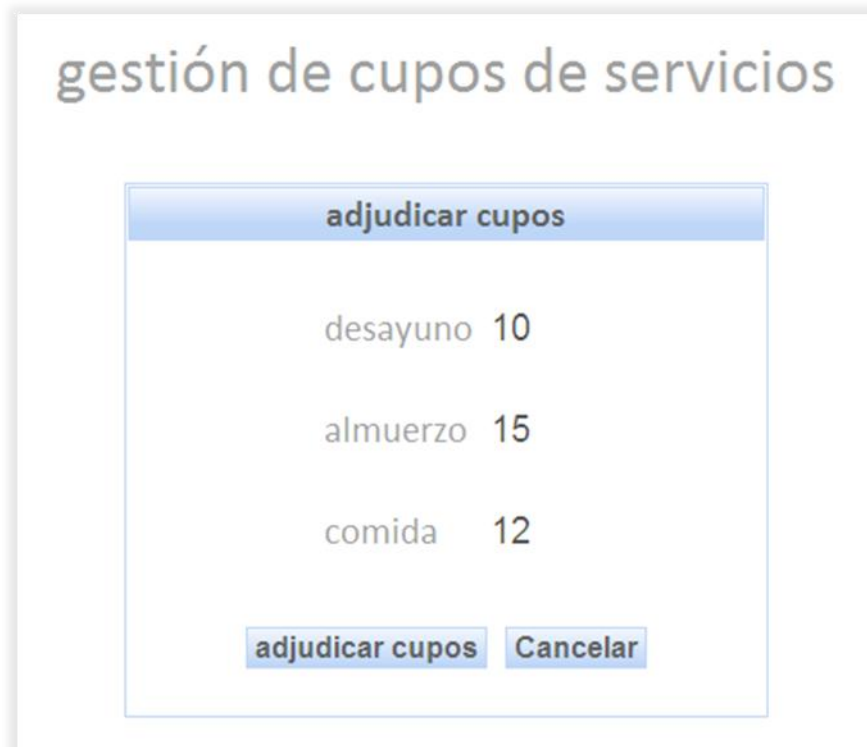 gestión de cupos de servicios
adjudicar cupos
desayuno 10
almuerzo 15
comida 12
adjudicar cupos Cancelar